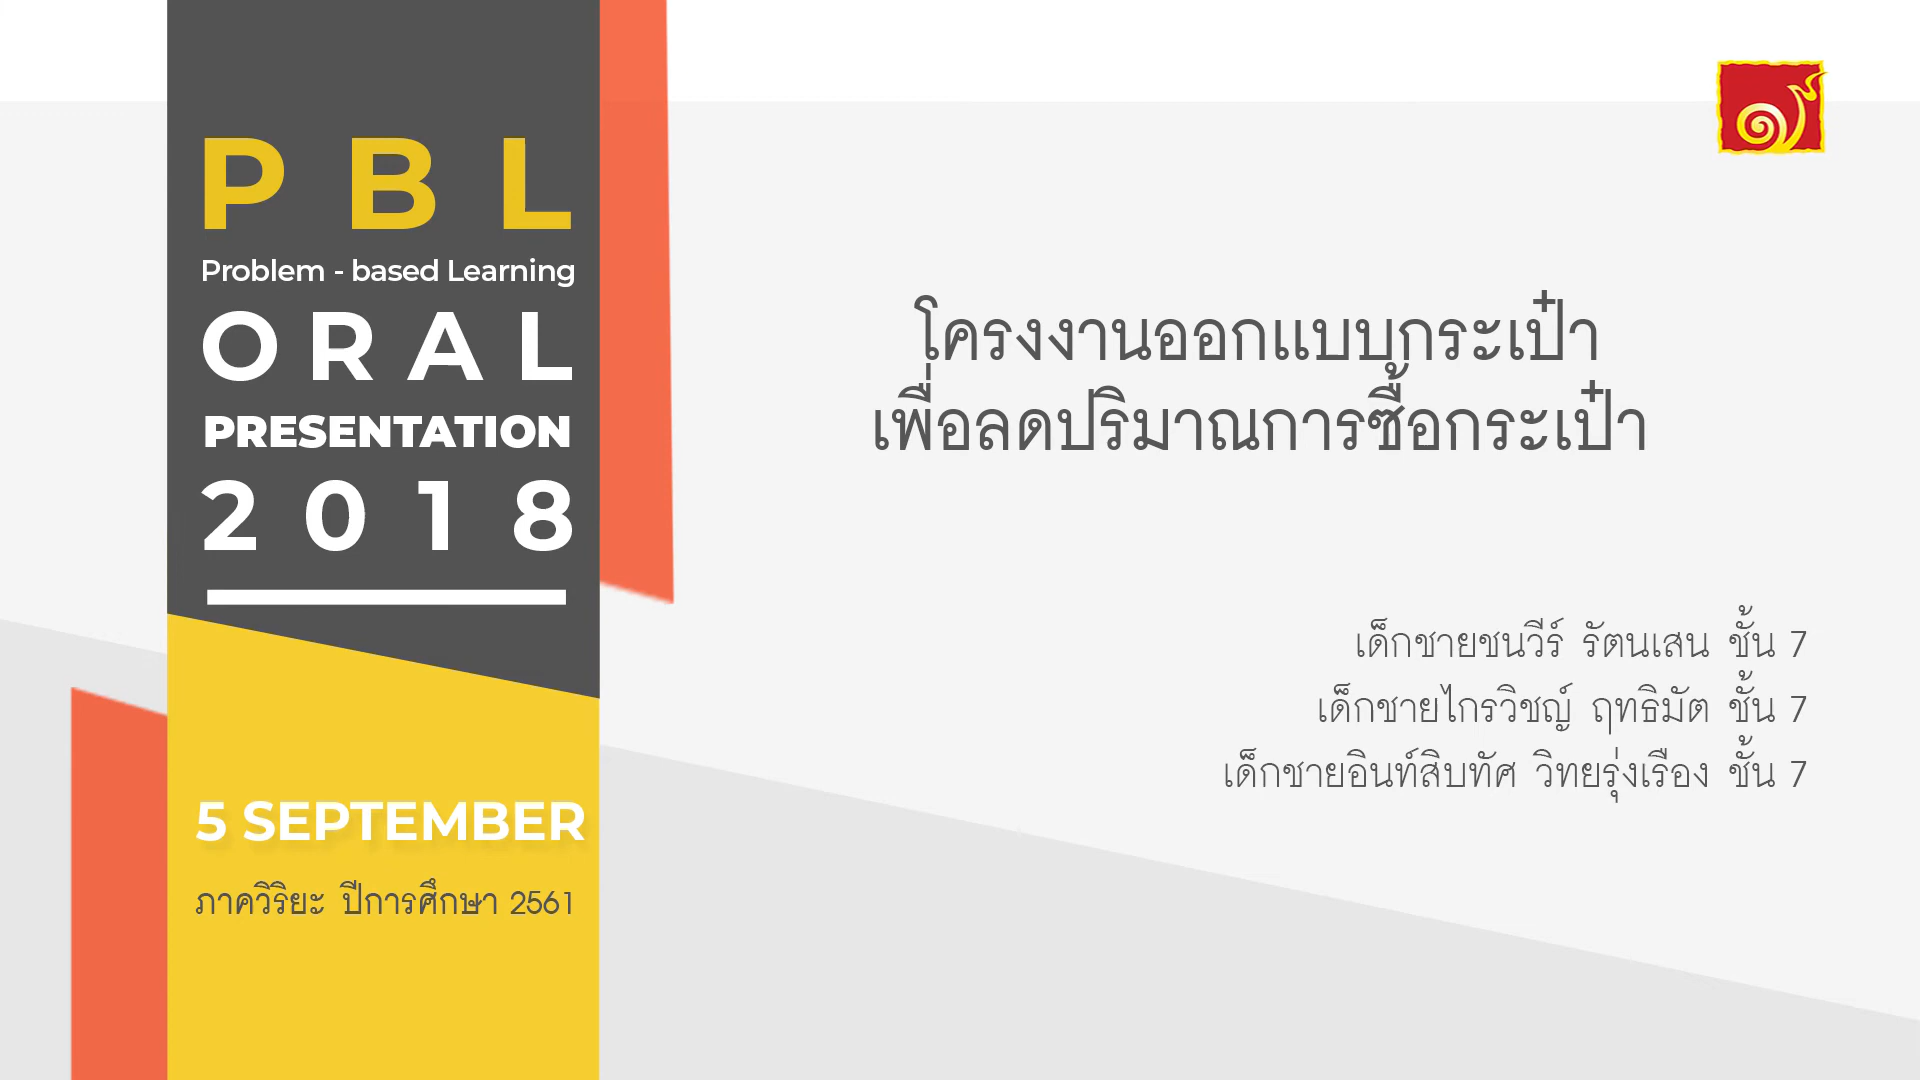 P B L
Problem - based Learning
O R A L
PRESENTATION
2 0 1 8
5 SEPTEMBER
ภาควิริยะ ปีการศึกษา 2561
โครงงานออกแบบกระเป๋า
เพื่อลดปริมาณการซื้อกระเป๋า
เด็กชายชนวีร์ รัตนเสน ชั้น 7
เด็กชายไกรวิชญ์ ฤทธิมัต ชั้น 7
เด็กชายอินท์สิบทัศ วิทยรุ่งเรือง ชั้น 7